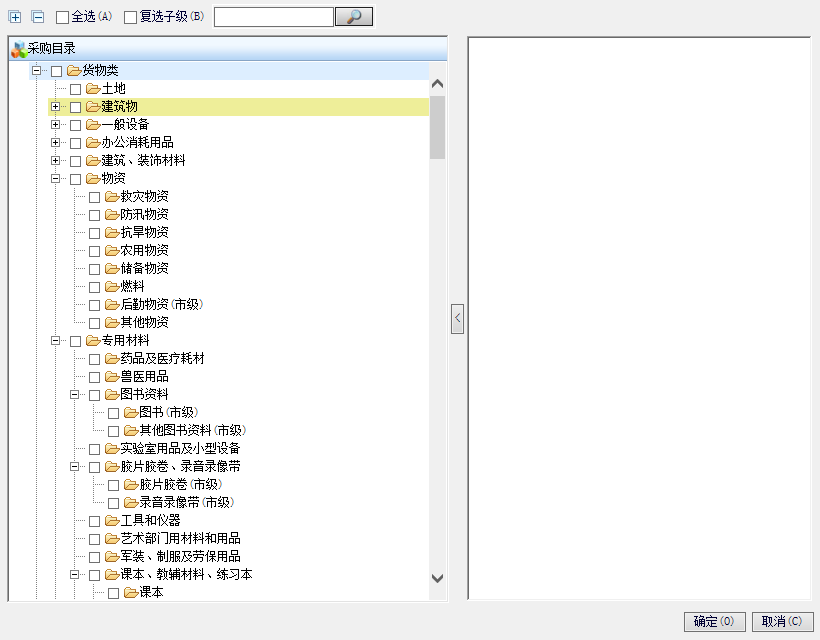 全选(A) 复选子级(B)
采购目录
货物类
土地
建筑物
一般设备
办公消耗用品
建筑、装饰材料
物资
救灾物资
防汛物资
抗旱物资
农用物资
储备物资
燃料
后勤物资(市级)
其他物资
专用材料
药品及医疗耗材
兽医用品
图书资料
图书(市级)
其他图书资料(市级)
实验室用品及小型设备
胶片胶卷、录音录像带
胶片胶卷(市级)
录音录像带(市级)
工具和仪器
艺术部门用材料和用品
军装、制服及劳保用品
课本、教辅材料、练习本
课本
确定(O) 取消(C)